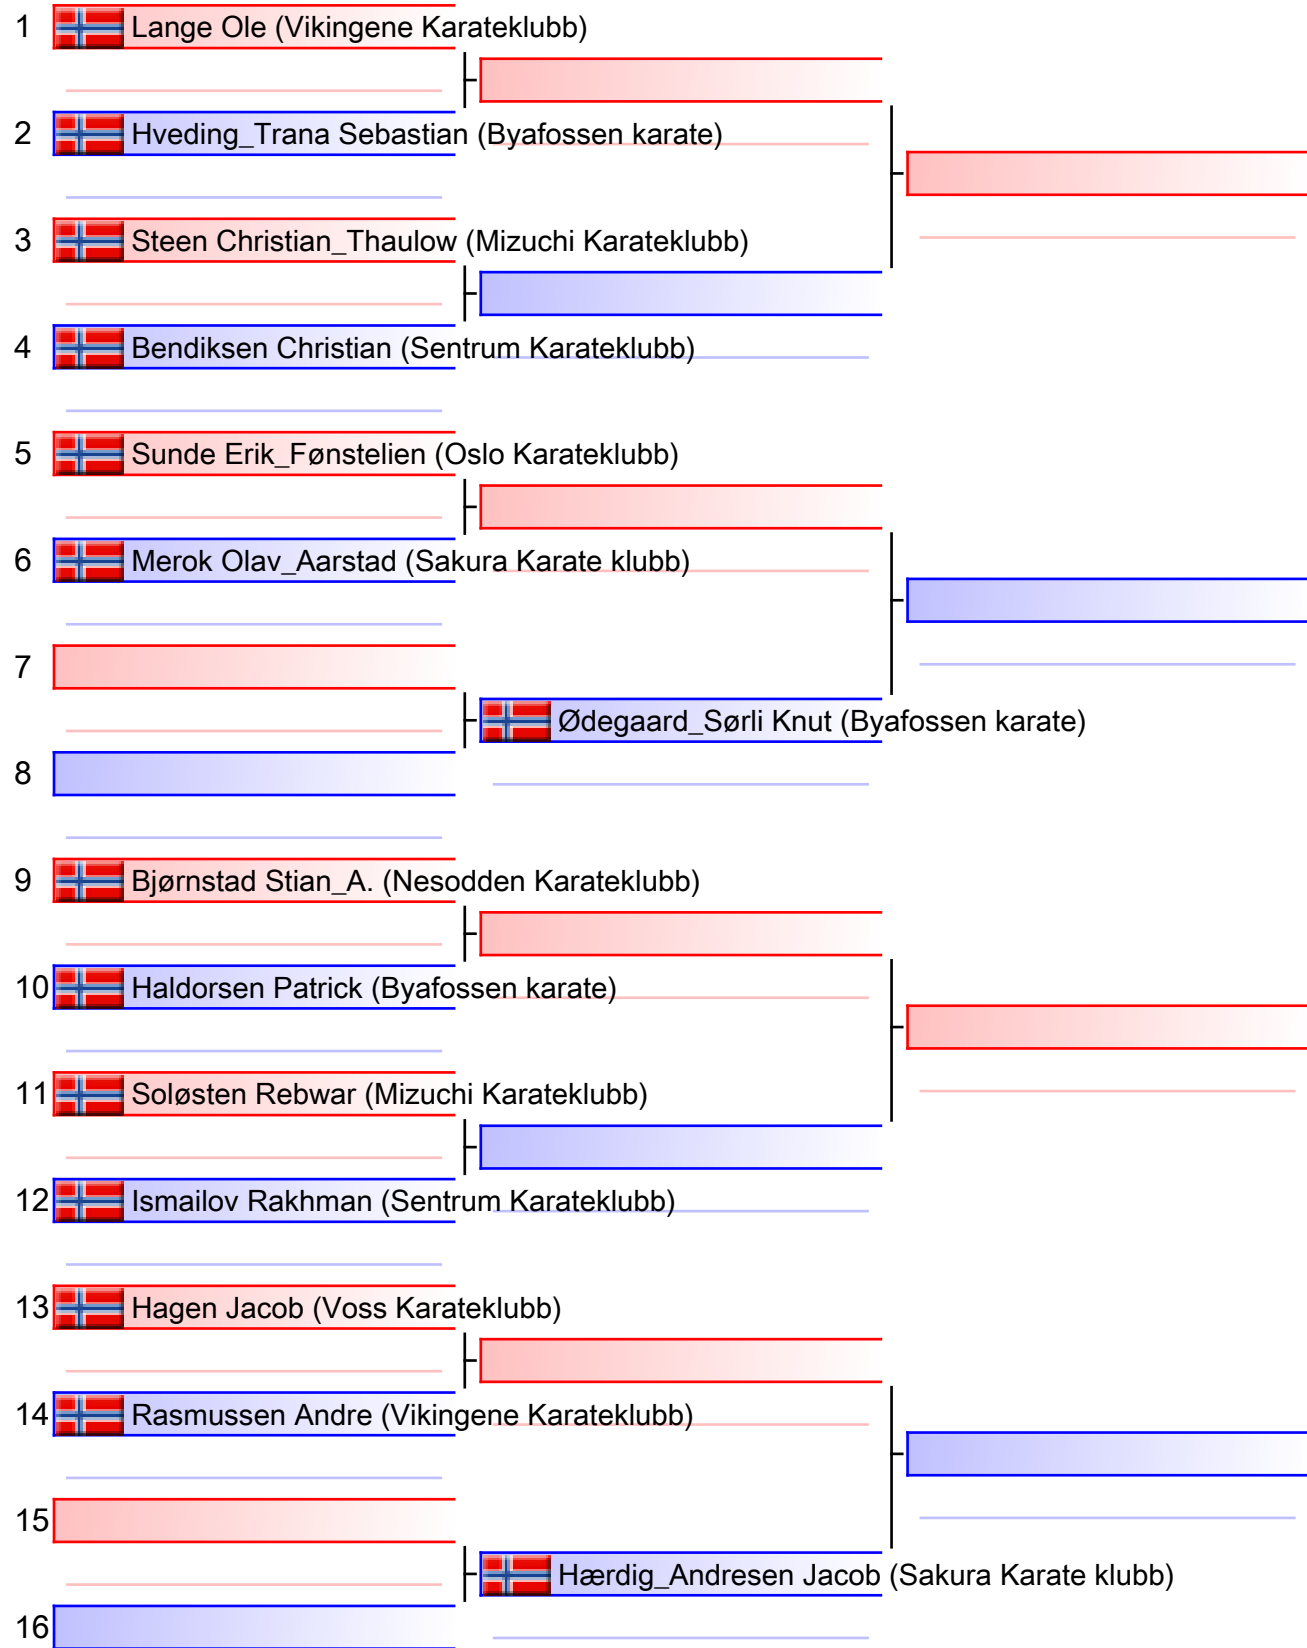 1 Lange Ole (Vikingene Karateklubb)
2 Hveding_Trana Sebastian (Byafossen karate)
3 Steen Christian_Thaulow (Mizuchi Karateklubb)
4 Bendiksen Christian (Sentrum Karateklubb)
5 Sunde Erik_Fønstelien (Oslo Karateklubb)
6 Merok Olav_Aarstad (Sakura Karate klubb)
7
Ødegaard_Sørli Knut (Byafossen karate)
8
9 Bjørnstad Stian_A. (Nesodden Karateklubb)
10 Haldorsen Patrick (Byafossen karate)
11 Soløsten Rebwar (Mizuchi Karateklubb)
12 Ismailov Rakhman (Sentrum Karateklubb)
13 Hagen Jacob (Voss Karateklubb)
14 Rasmussen Andre (Vikingene Karateklubb)
15
Hærdig_Andresen Jacob (Sakura Karate klubb)
16